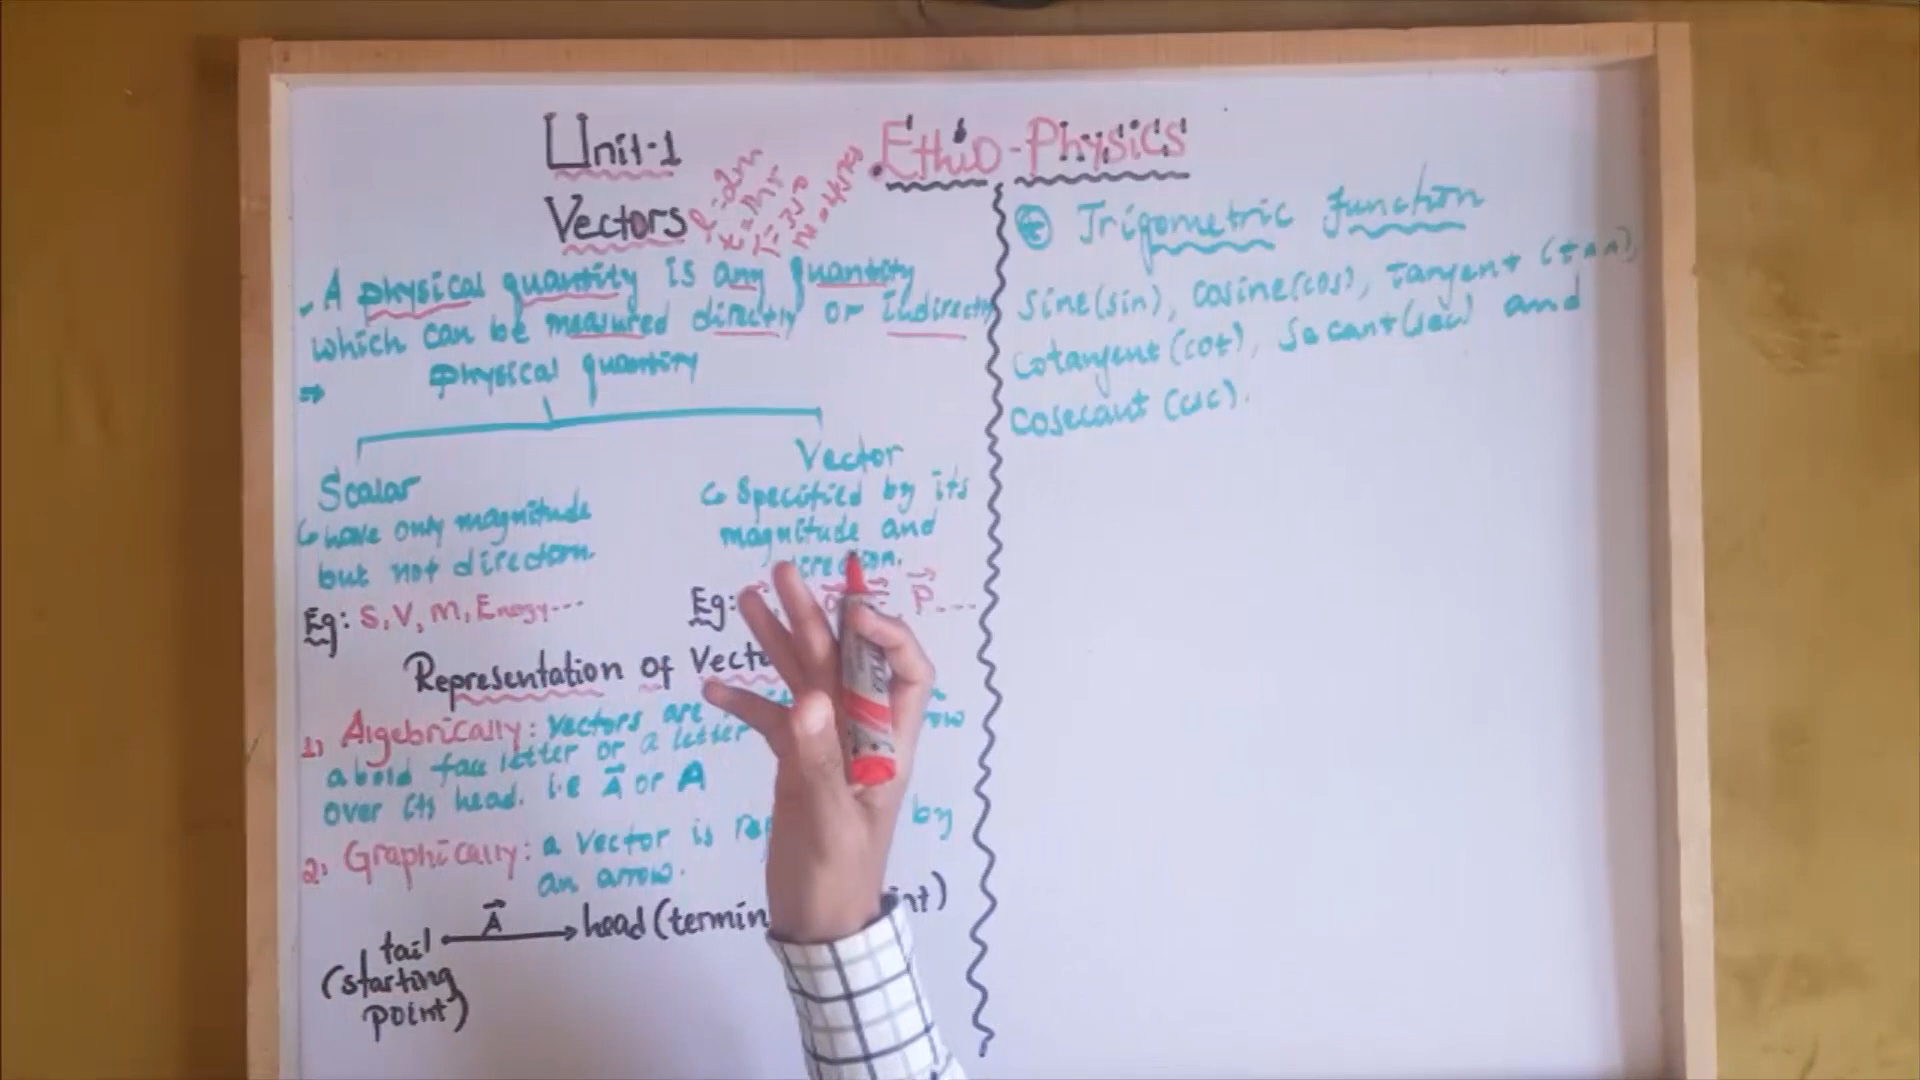 Unit-1
Vectors
Ethio-Physics
- A physical quantity is any quantity
which can be measured directly or indirectly
⇒ physical quantity
Scalar
↳ have only magnitude
but not direction
Eg: S, V, M, Enegy---
Vector
↳ Specified by its
magnitude and
Eg: P⃗ ...
Representation of
1) Algebrically: Vectors are
a bold face letter or a letter
over its head. i.e A⃗ or A
2) Graphically: a Vector is by
an arrow.
A⃗
tail head
(starting
point)
Trigometric Function
Sine(sin), Cosine(cos), tangent (tan),
Cotangent (cot), Secant(sec) and
Cosecant (csc).